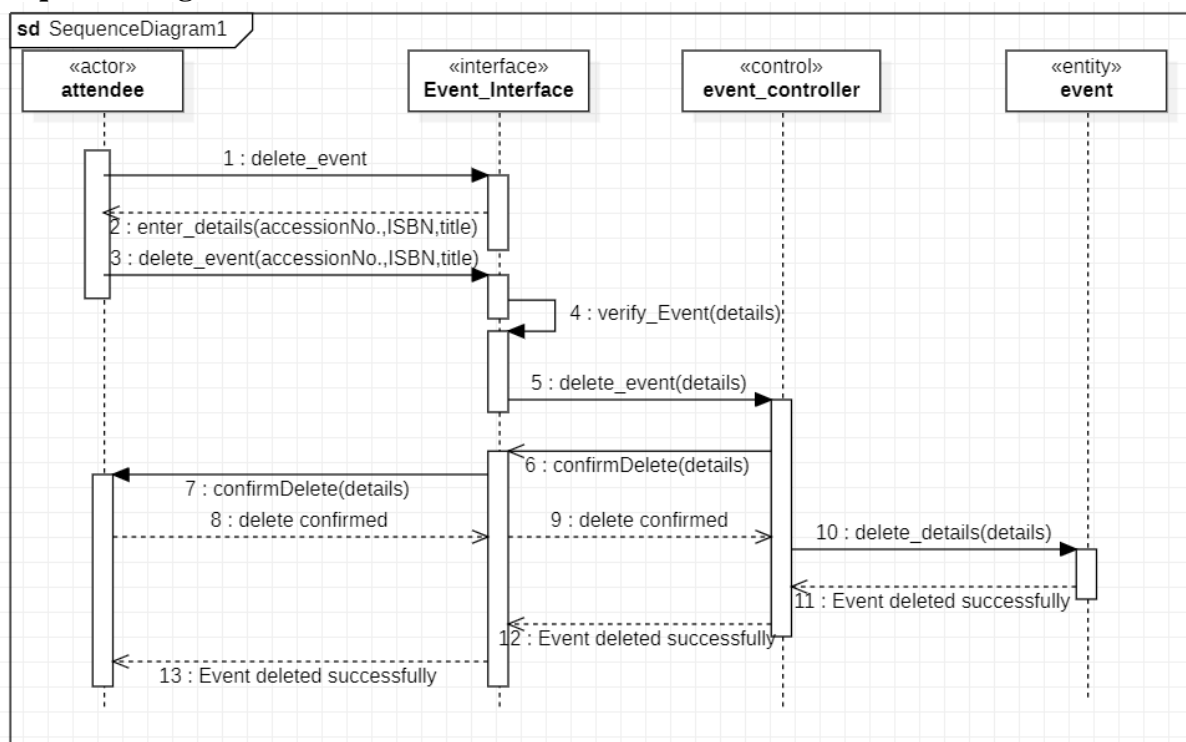 sd SequenceDiagram1
«actor»
attendee
«interface»
Event_Interface
«control»
event_controller
«entity»
event
1 : delete_event
2 : enter_details(accessionNo.,ISBN,title)
3 : delete_event(accessionNo.,ISBN,title)
4 : verify_Event(details)
5 : delete_event(details)
6 : confirmDelete(details)
7 : confirmDelete(details)
8 : delete confirmed
9 : delete confirmed
10 : delete_details(details)
11 : Event deleted successfully
12 : Event deleted successfully
13 : Event deleted successfully